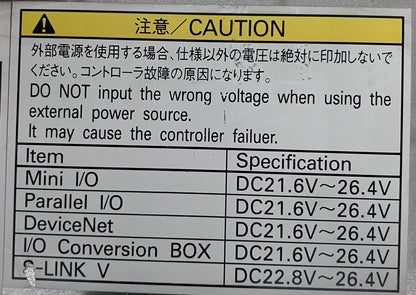 注意/CAUTION
外部電源を使用する場合、仕様以外の電圧は絶対に印加しないで
ください。コントローラ故障の原因になります。
DO NOT input the wrong voltage when using the
external power source.
It may cause the controller failuer.
Item Specification
Mini I/O DC21.6V～26.4V
Parallel I/O DC21.6V～26.4V
DeviceNet DC21.6V～26.4V
I/O Conversion BOX DC21.6V～26.4V
S-LINK V DC22.8V～26.4V